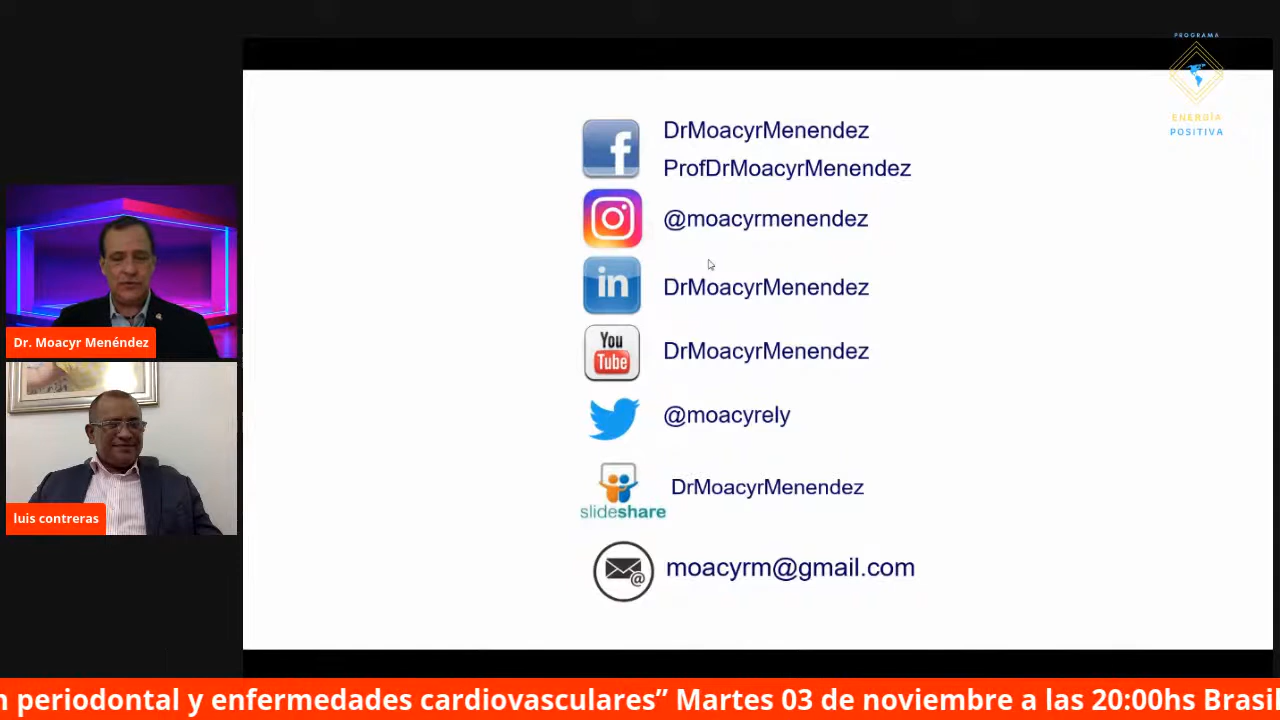 PROGRAMA
ENERGÍA
POSITIVA
f
DrMoacyrMenendez
ProfDrMoacyrMenendez
@moacyrmenendez
in
DrMoacyrMenendez
You
Tube
DrMoacyrMenendez
@moacyrely
slideshare
DrMoacyrMenendez
@
moacyrm@gmail.com
Dr. Moacyr Menéndez
luis contreras
n periodontal y enfermedades cardiovasculares” Martes 03 de noviembre a las 20:00hs Brasil